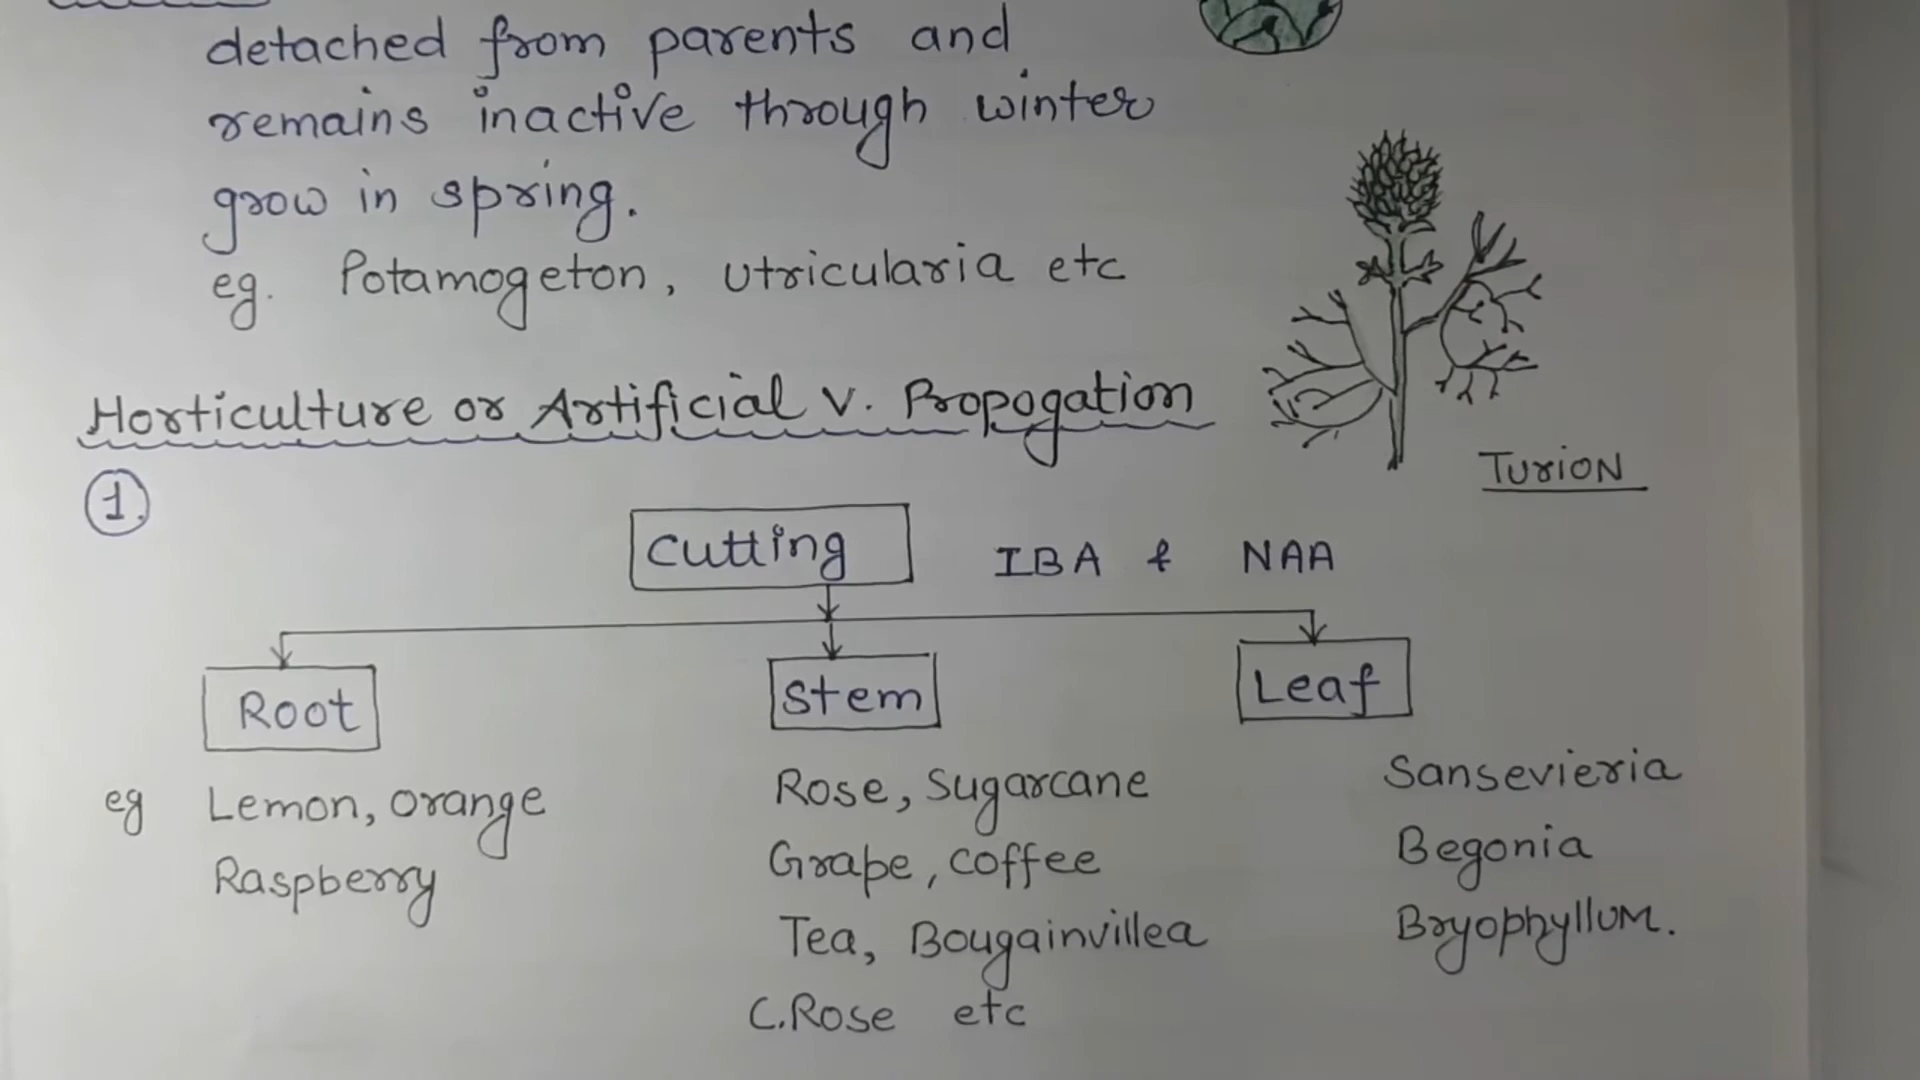 detached from parents and
remains inactive through winter
grow in spring.
eg. Potamogeton, utricularia etc
Horticulture or Artificial v. Propogation
Turion
1.
cutting
IBA & NAA
Root
Stem
Leaf
eg Lemon, orange
Raspberry
Rose, Sugarcane
Grape, coffee
Tea, Bougainvillea
C.Rose etc
Sansevieria
Begonia
Bryophyllum.